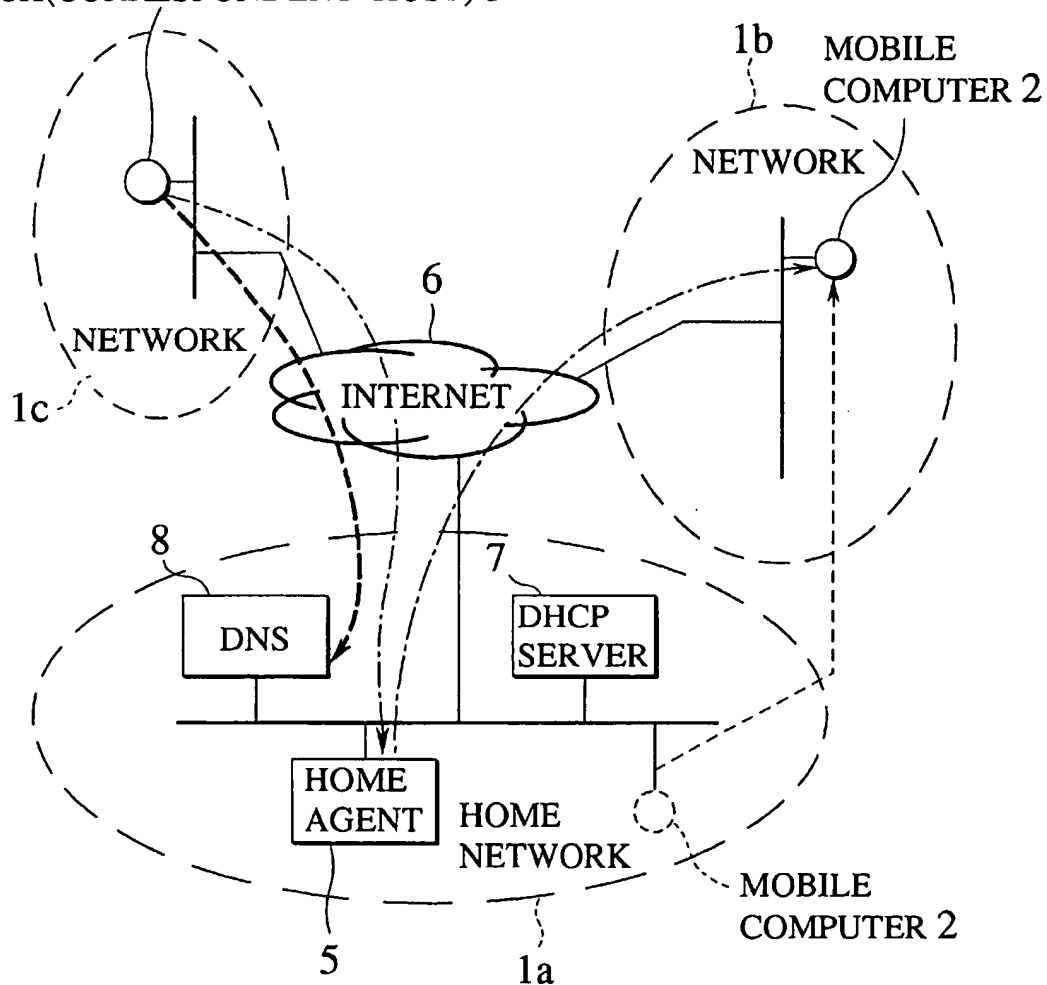 1b
MOBILE
COMPUTER 2
NETWORK
NETWORK
1c
6
INTERNET
8
DNS
7
DHCP
SERVER
HOME
AGENT
HOME
NETWORK
5
1a
MOBILE
COMPUTER 2